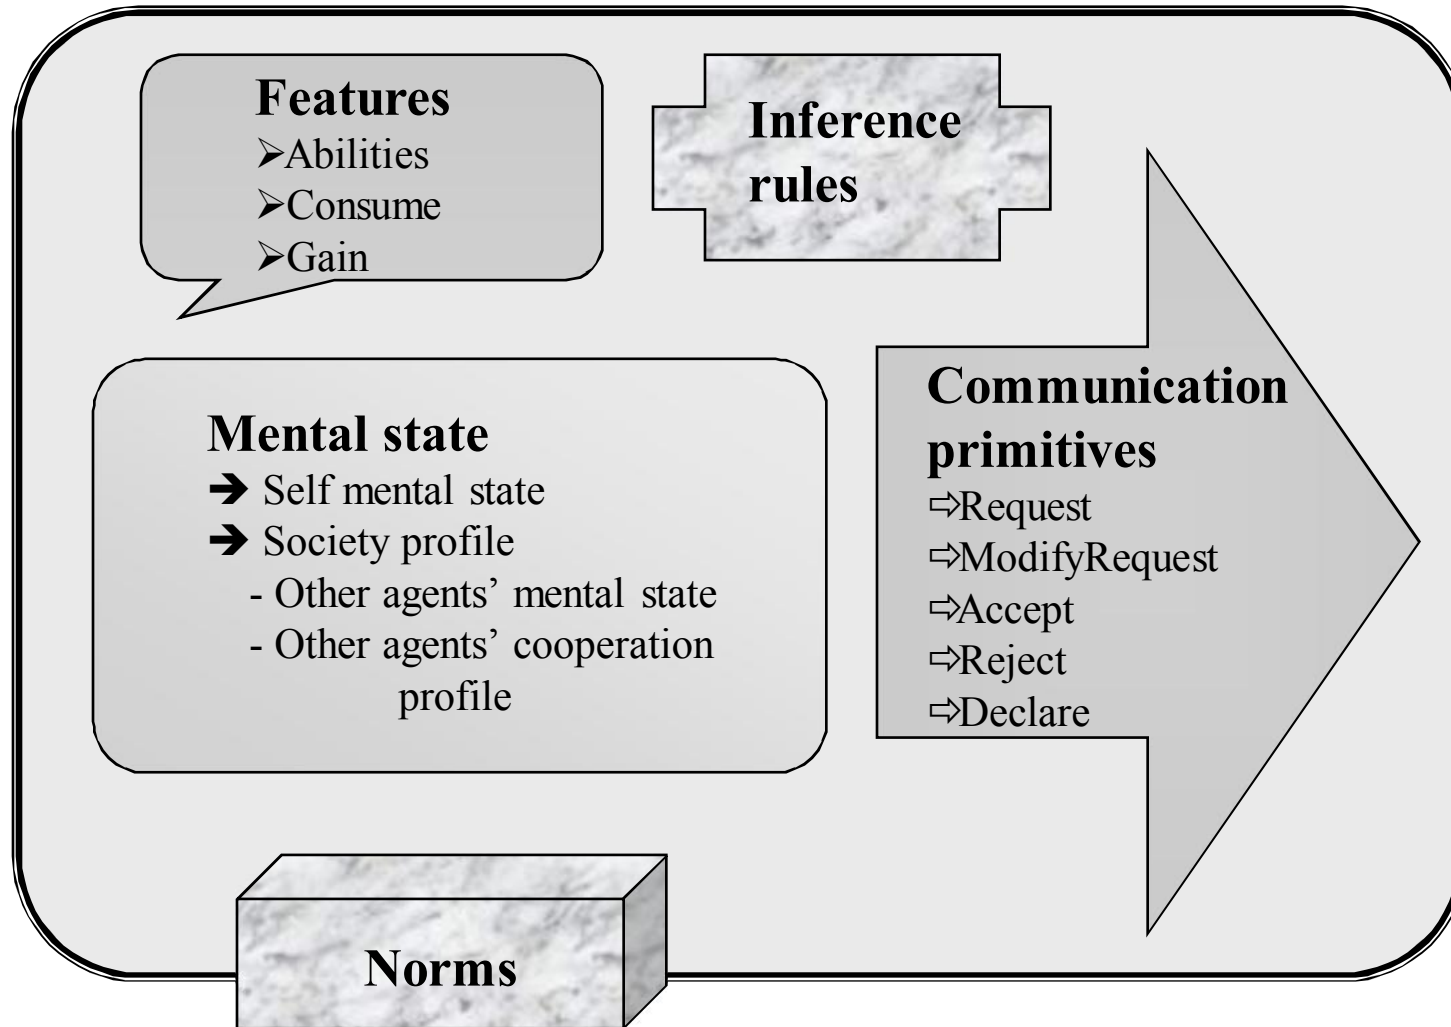 Features
➢Abilities
➢Consume
➢Gain
Inference
rules
Mental state
➔ Self mental state
➔ Society profile
- Other agents’ mental state
- Other agents’ cooperation
profile
Communication
primitives
⇨Request
⇨ModifyRequest
⇨Accept
⇨Reject
⇨Declare
Norms